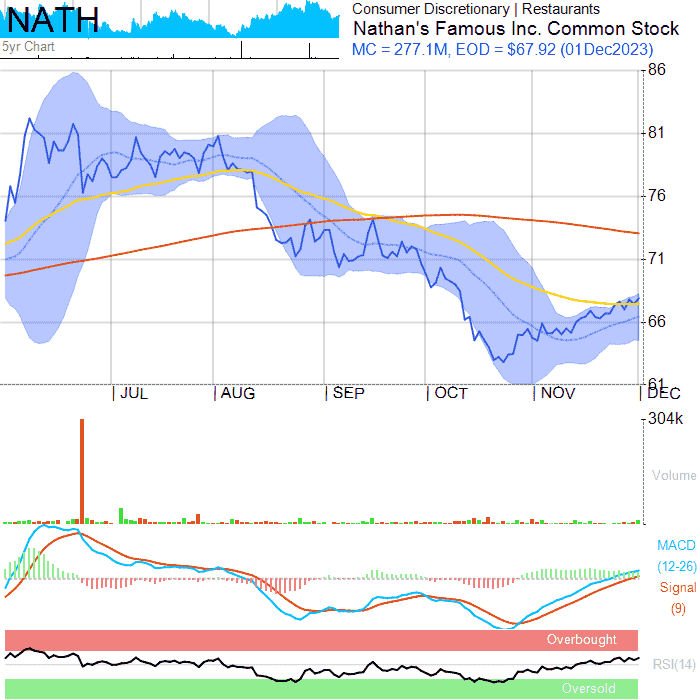 NATH
5yr Chart
Consumer Discretionary | Restaurants
Nathan's Famous Inc. Common Stock
MC = 277.1M, EOD = $67.92 (01Dec2023)
86
81
76
71
66
61
JUL AUG SEP OCT NOV DEC
304k
Volume
MACD
(12-26)
Signal
(9)
Overbought
RSI(14)
Oversold